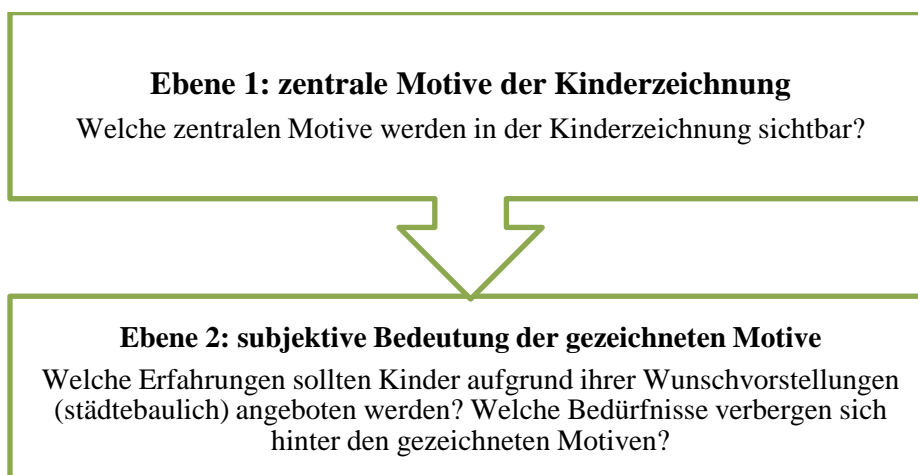 Ebene 1: zentrale Motive der Kinderzeichnung
Welche zentralen Motive werden in der Kinderzeichnung sichtbar?
Ebene 2: subjektive Bedeutung der gezeichneten Motive
Welche Erfahrungen sollten Kinder aufgrund ihrer Wunschvorstellungen
(städtebaulich) angeboten werden? Welche Bedürfnisse verbergen sich
hinter den gezeichneten Motiven?